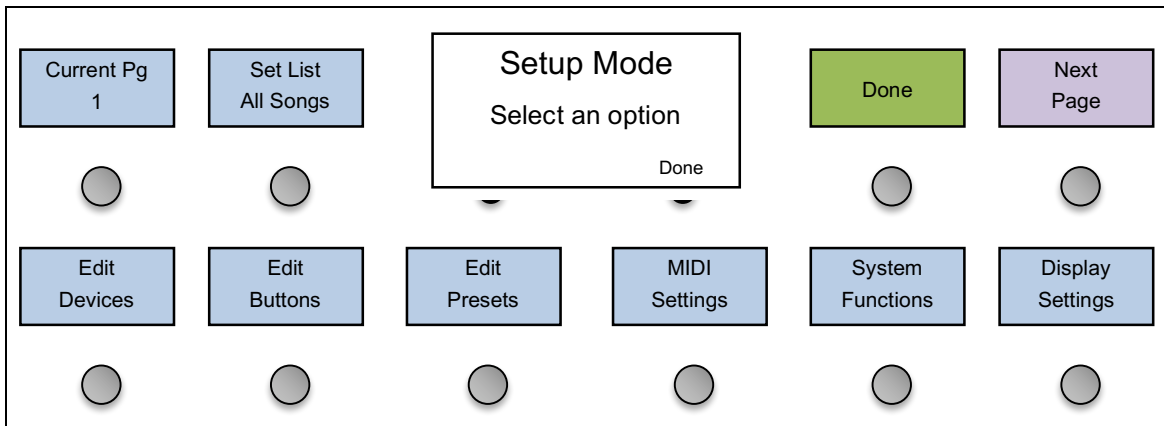 Current Pg
1
Set List
All Songs
Setup Mode
Select an option
Done
Done
Next
Page
Edit
Devices
Edit
Buttons
Edit
Presets
MIDI
Settings
System
Functions
Display
Settings